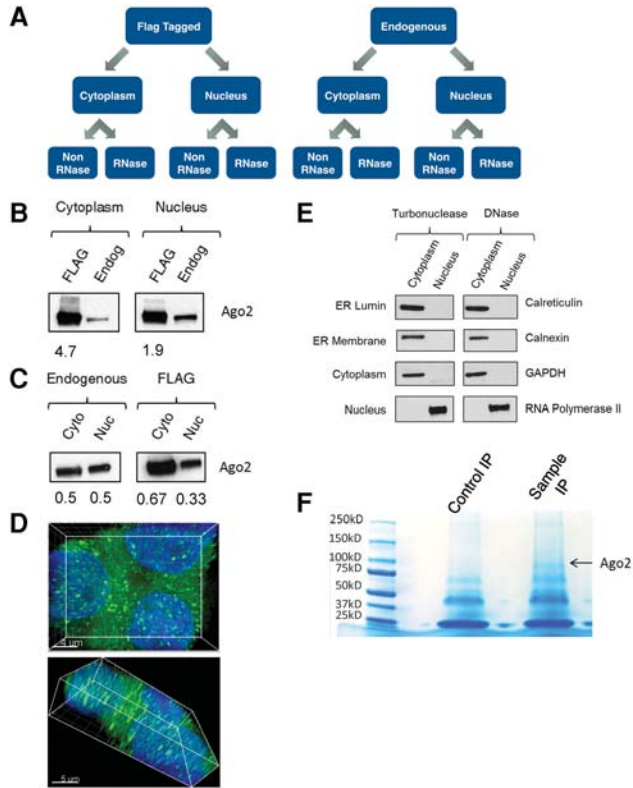 A
Flag Tagged
Endogenous
Cytoplasm
Nucleus
Cytoplasm
Nucleus
Non RNase
RNase
Non RNase
RNase
Non RNase
RNase
Non RNase
RNase
B
Cytoplasm
Nucleus
FLAG
Endog
FLAG
Endog
Ago2
4.7
1.9
C
Endogenous
FLAG
Cyto
Nuc
Cyto
Nuc
Ago2
0.5 0.5 0.67 0.33
D
5 µm
E
Turbonuclease
DNase
Cytoplasm
Nucleus
Cytoplasm
Nucleus
ER Lumin
Calreticulin
ER Membrane
Calnexin
Cytoplasm
GAPDH
Nucleus
RNA Polymerase II
F
Control IP
Sample IP
250kD
150kD
100kD
75kD
50kD
37kD
25kD
Ago2